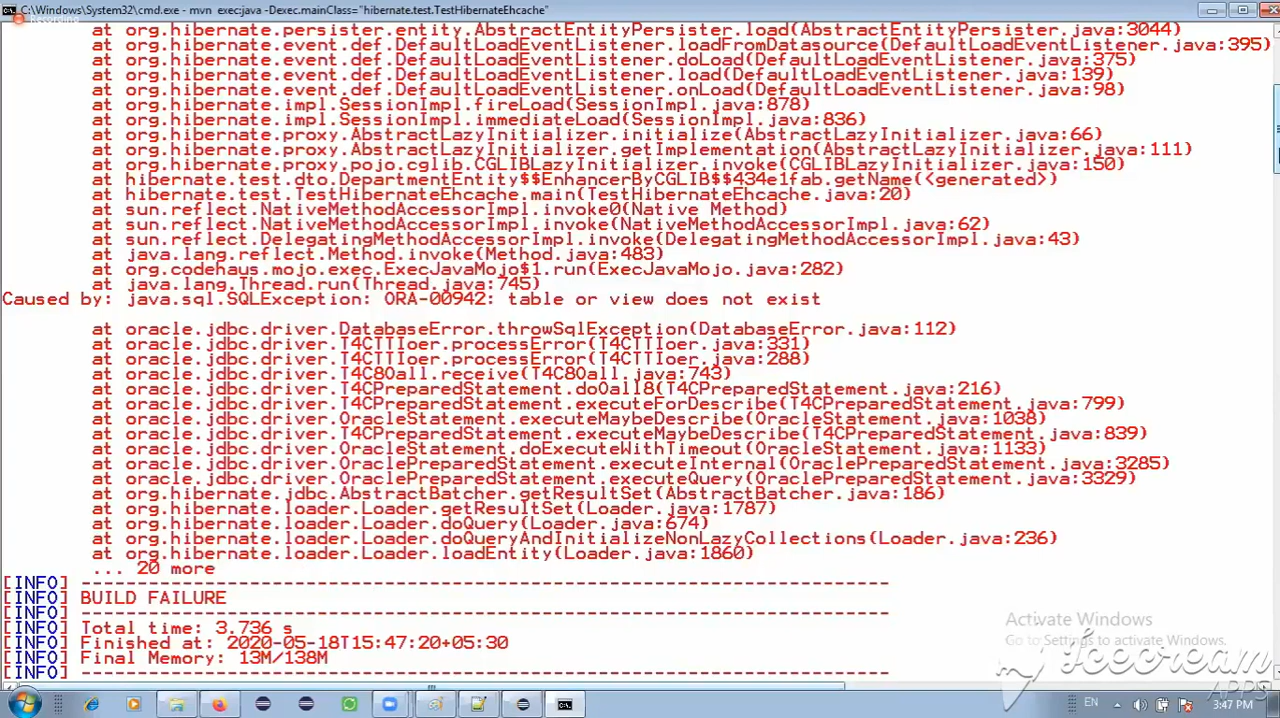 C:\Windows\System32\cmd.exe - mvn exec:java -Dexec.mainClass="hibernate.test.TestHibernateEhcache"
Recording
at org.hibernate.persister.entity.AbstractEntityPersister.load(AbstractEntityPersister.java:3044)
at org.hibernate.event.def.DefaultLoadEventListener.loadFromDatasource(DefaultLoadEventListener.java:395)
at org.hibernate.event.def.DefaultLoadEventListener.doLoad(DefaultLoadEventListener.java:375)
at org.hibernate.event.def.DefaultLoadEventListener.load(DefaultLoadEventListener.java:139)
at org.hibernate.event.def.DefaultLoadEventListener.onLoad(DefaultLoadEventListener.java:98)
at org.hibernate.impl.SessionImpl.fireLoad(SessionImpl.java:878)
at org.hibernate.impl.SessionImpl.immediateLoad(SessionImpl.java:836)
at org.hibernate.proxy.AbstractLazyInitializer.initialize(AbstractLazyInitializer.java:66)
at org.hibernate.proxy.AbstractLazyInitializer.getImplementation(AbstractLazyInitializer.java:111)
at org.hibernate.proxy.pojo.cglib.CGLIBLazyInitializer.invoke(CGLIBLazyInitializer.java:150)
at hibernate.test.dto.DepartmentEntity$$EnhancerByCGLIB$$434e1fab.getName(<generated>)
at hibernate.test.TestHibernateEhcache.main(TestHibernateEhcache.java:20)
at sun.reflect.NativeMethodAccessorImpl.invoke0(Native Method)
at sun.reflect.NativeMethodAccessorImpl.invoke(NativeMethodAccessorImpl.java:62)
at sun.reflect.DelegatingMethodAccessorImpl.invoke(DelegatingMethodAccessorImpl.java:43)
at java.lang.reflect.Method.invoke(Method.java:483)
at org.codehaus.mojo.exec.ExecJavaMojo$1.run(ExecJavaMojo.java:282)
at java.lang.Thread.run(Thread.java:745)
Caused by: java.sql.SQLException: ORA-00942: table or view does not exist
at oracle.jdbc.driver.DatabaseError.throwSqlException(DatabaseError.java:112)
at oracle.jdbc.driver.T4CTTIoer.processError(T4CTTIoer.java:331)
at oracle.jdbc.driver.T4CTTIoer.processError(T4CTTIoer.java:288)
at oracle.jdbc.driver.T4C8Oall.receive(T4C8Oall.java:743)
at oracle.jdbc.driver.T4CPreparedStatement.doOall8(T4CPreparedStatement.java:216)
at oracle.jdbc.driver.T4CPreparedStatement.executeForDescribe(T4CPreparedStatement.java:799)
at oracle.jdbc.driver.OracleStatement.executeMaybeDescribe(OracleStatement.java:1038)
at oracle.jdbc.driver.T4CPreparedStatement.executeMaybeDescribe(T4CPreparedStatement.java:839)
at oracle.jdbc.driver.OracleStatement.doExecuteWithTimeout(OracleStatement.java:1133)
at oracle.jdbc.driver.OraclePreparedStatement.executeInternal(OraclePreparedStatement.java:3285)
at oracle.jdbc.driver.OraclePreparedStatement.executeQuery(OraclePreparedStatement.java:3329)
at org.hibernate.jdbc.AbstractBatcher.getResultSet(AbstractBatcher.java:186)
at org.hibernate.loader.Loader.getResultSet(Loader.java:1787)
at org.hibernate.loader.Loader.doQuery(Loader.java:674)
at org.hibernate.loader.Loader.doQueryAndInitializeNonLazyCollections(Loader.java:236)
at org.hibernate.loader.Loader.loadEntity(Loader.java:1860)
... 20 more
[INFO] ------------------------------------------------------------------------
[INFO] BUILD FAILURE
[INFO] ------------------------------------------------------------------------
[INFO] Total time: 3.736 s
[INFO] Finished at: 2020-05-18T15:47:20+05:30
[INFO] Final Memory: 13M/138M
[INFO] ------------------------------------------------------------------------
Activate Windows
Go to Settings to activate Windows.
Icecream
APPS
EN
3:47 PM